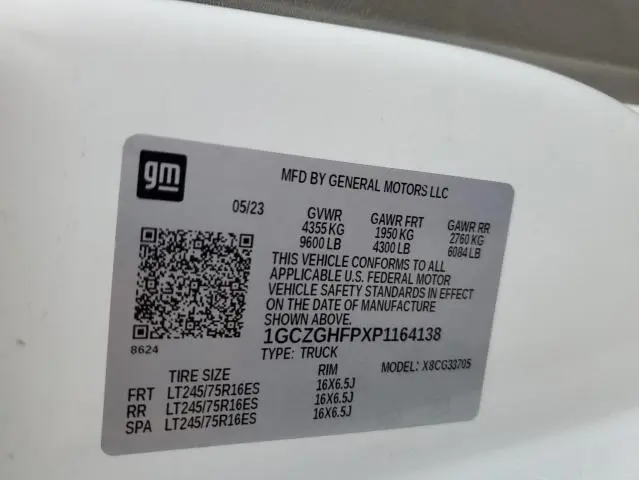 gm
MFD BY GENERAL MOTORS LLC
05/23 GVWR GAWR FRT GAWR RR
4355 KG 1950 KG 2760 KG
9600 LB 4300 LB 6084 LB
THIS VEHICLE CONFORMS TO ALL
APPLICABLE U.S. FEDERAL MOTOR
VEHICLE SAFETY STANDARDS IN EFFECT
ON THE DATE OF MANUFACTURE
SHOWN ABOVE.
8624 1GCZGHFPXP1164138
TYPE: TRUCK MODEL: X8CG33705
TIRE SIZE RIM
FRT LT245/75R16ES 16X6.5J
RR LT245/75R16ES 16X6.5J
SPA LT245/75R16ES 16X6.5J